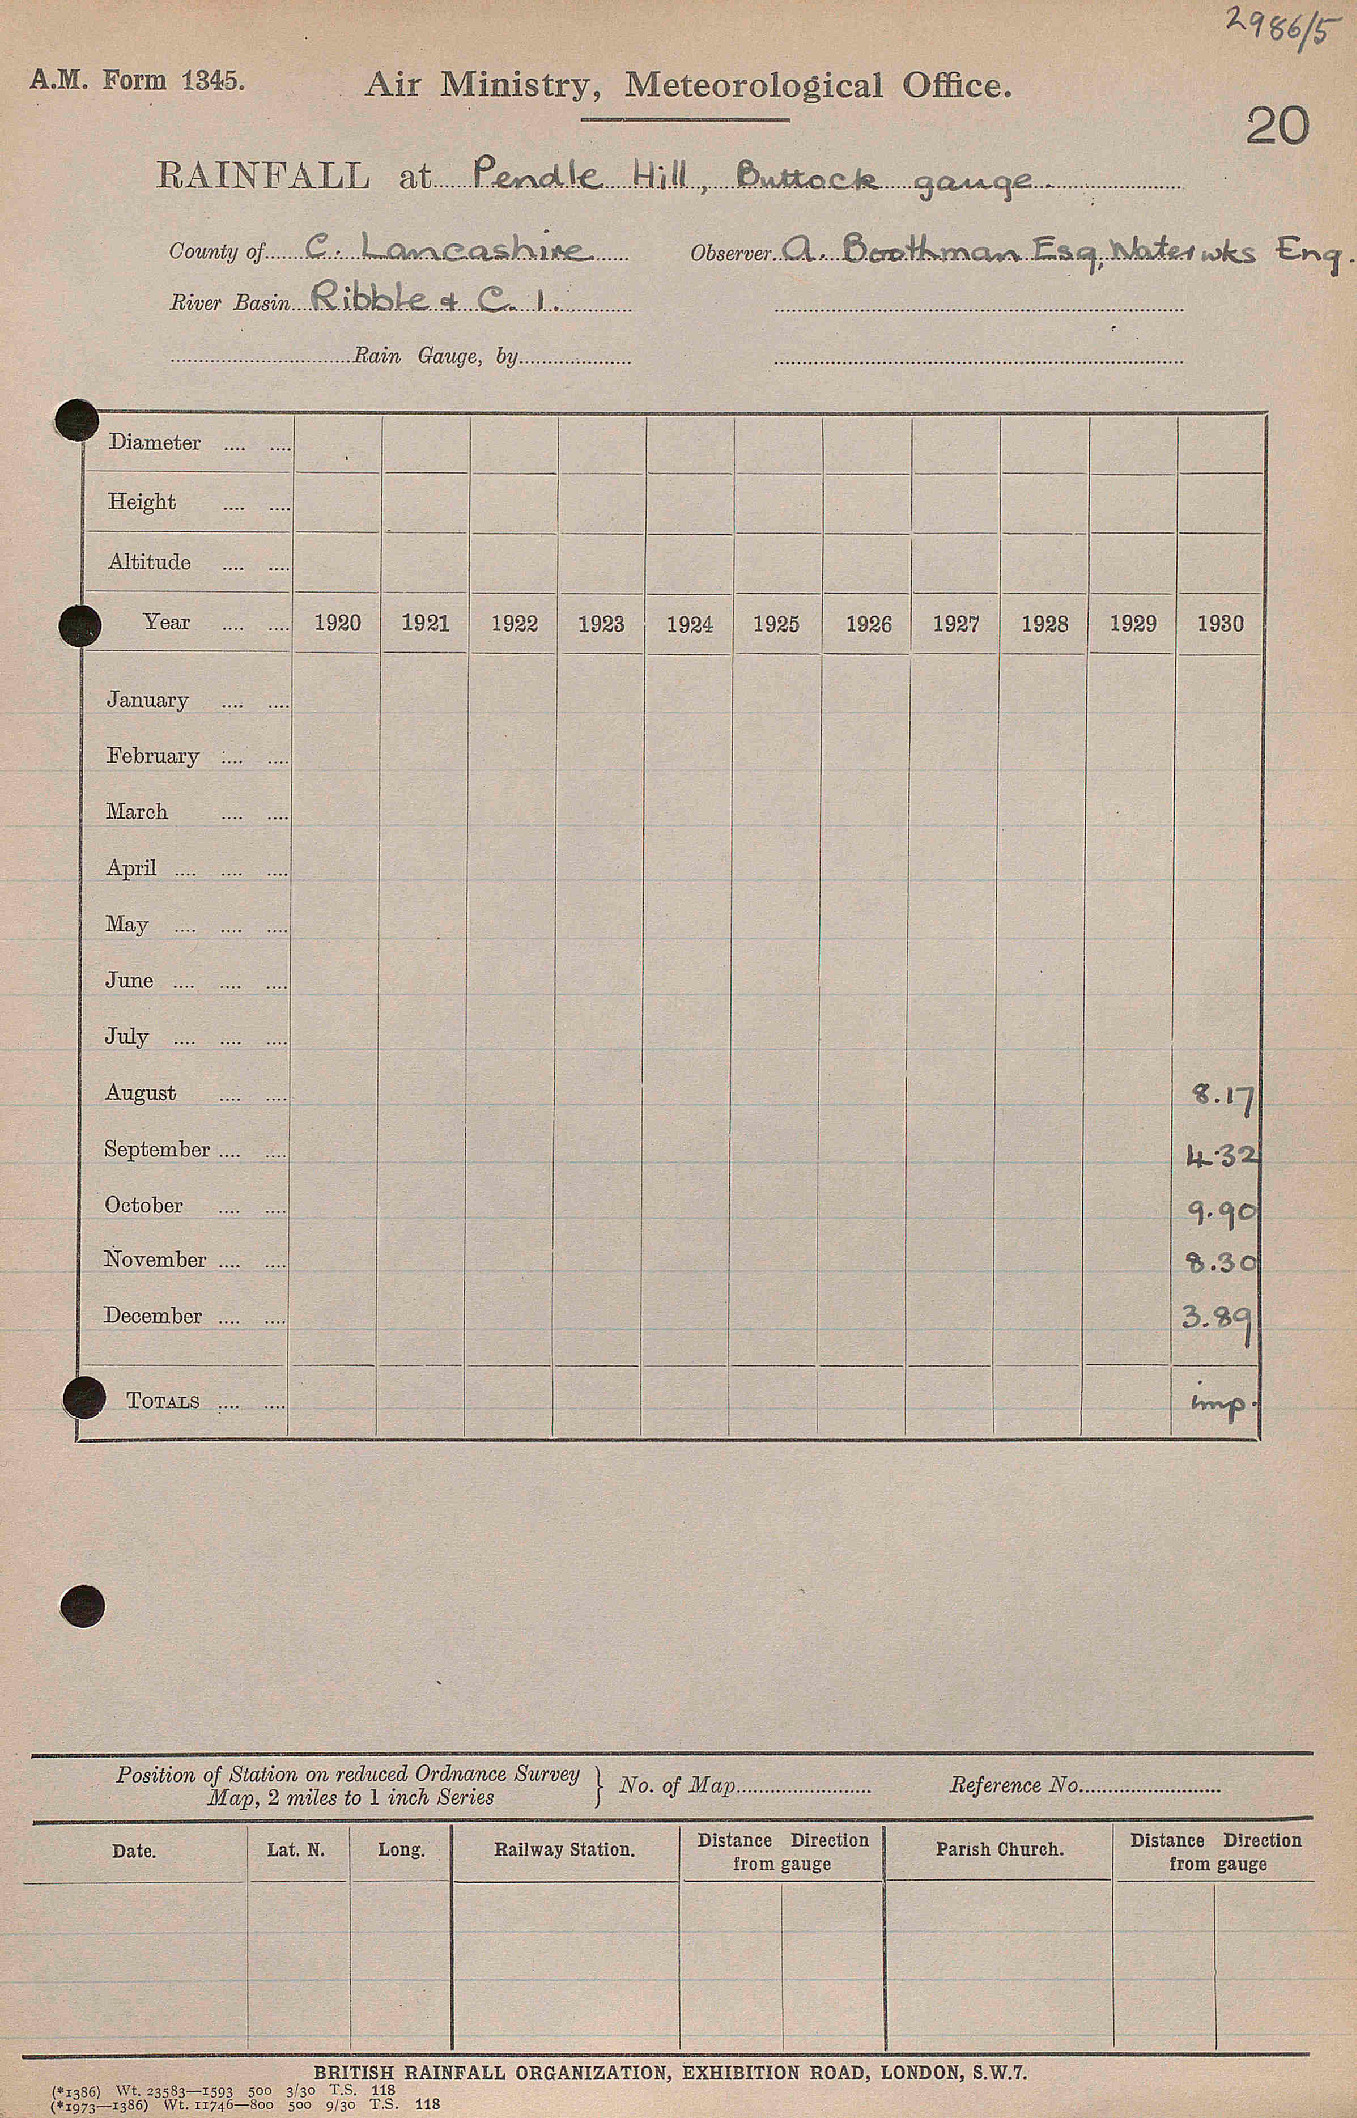 2986/5
A.M. Form 1345.
Air Ministry, Meteorological Office.
20
RAINFALL at Pendle Hill, Buttock gauge.
County of C. Lancashire Observer. A. Boothman Esq, Waterwks Eng.
River Basin Ribble & C. 1.
Rain Gauge, by
Diameter
Height
Altitude
Year 1920 1921 1922 1923 1924 1925 1926 1927 1928 1929 1930
January
February
March
April
May
June
July
August 8.17
September 4.32
October 9.90
November 8.30
December 3.89
TOTALS imp.
Position of Station on reduced Ordnance Survey
Map, 2 miles to 1 inch Series } No. of Map Reference No.
Date. Lat. N. Long. Railway Station. Distance Direction from gauge Parish Church. Distance Direction from gauge
BRITISH RAINFALL ORGANIZATION, EXHIBITION ROAD, LONDON, S.W.7.
(*1386) Wt. 23583—1593 500 3/30 T.S. 118
(*1973—1386) Wt. 11746—800 500 9/30 T.S. 118